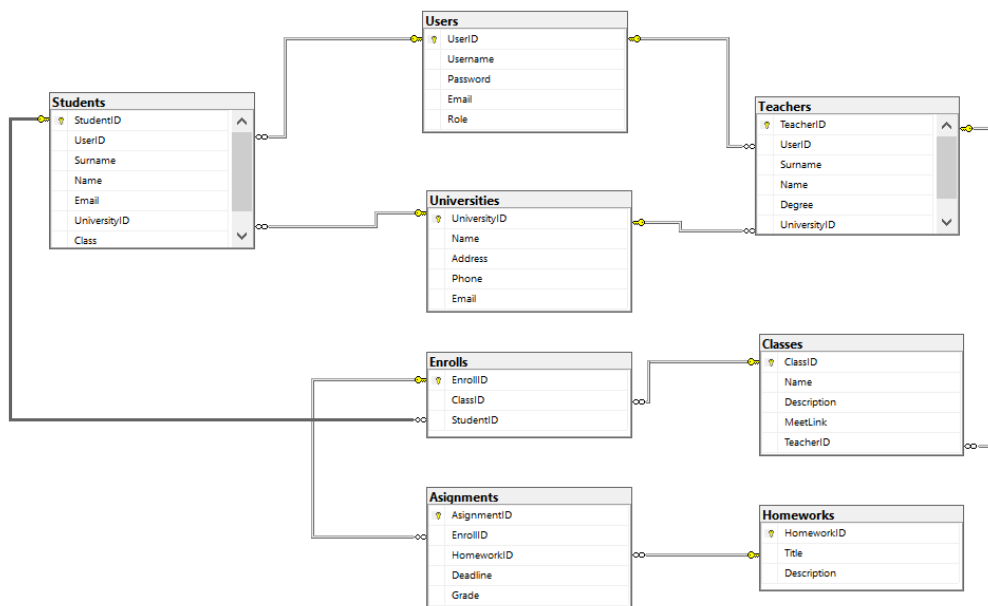 Users
UserID
Username
Password
Email
Role
Students
StudentID
UserID
Surname
Name
Email
UniversityID
Class
Teachers
TeacherID
UserID
Surname
Name
Degree
UniversityID
Universities
UniversityID
Name
Address
Phone
Email
Enrolls
EnrollID
ClassID
StudentID
Classes
ClassID
Name
Description
MeetLink
TeacherID
Asignments
AsignmentID
EnrollID
HomeworkID
Deadline
Grade
Homeworks
HomeworkID
Title
Description